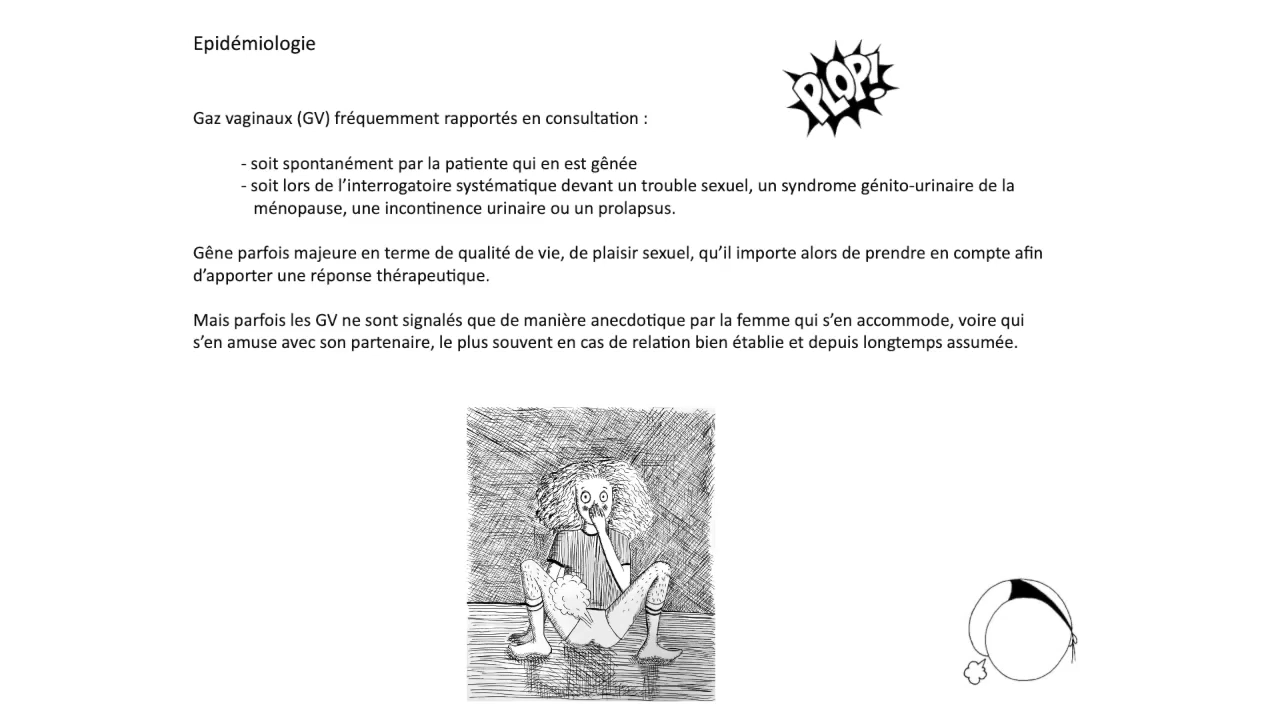 Epidémiologie
PLOP!
Gaz vaginaux (GV) fréquemment rapportés en consultation :
- soit spontanément par la patiente qui en est gênée
- soit lors de l’interrogatoire systématique devant un trouble sexuel, un syndrome génito-urinaire de la
ménopause, une incontinence urinaire ou un prolapsus.
Gêne parfois majeure en terme de qualité de vie, de plaisir sexuel, qu’il importe alors de prendre en compte afin
d’apporter une réponse thérapeutique.
Mais parfois les GV ne sont signalés que de manière anecdotique par la femme qui s’en accommode, voire qui
s’en amuse avec son partenaire, le plus souvent en cas de relation bien établie et depuis longtemps assumée.